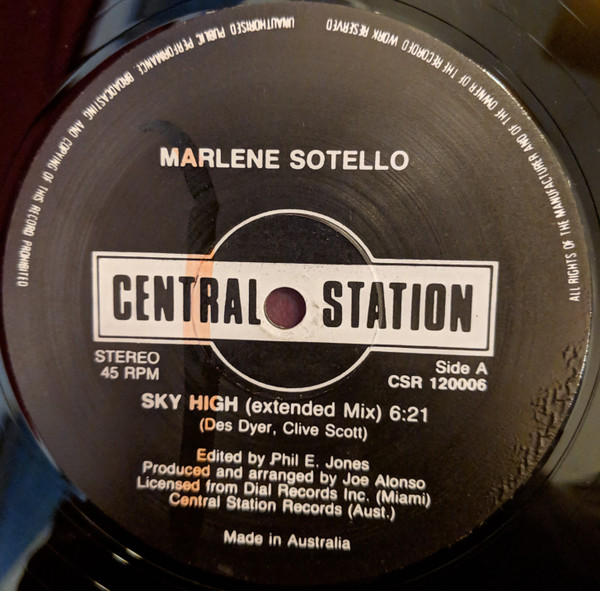 ALL RIGHTS OF THE MANUFACTURER AND OF THE OWNER OF THE RECORDED WORK RESERVED
UNAUTHORISED PUBLIC PERFORMANCE BROADCASTING AND COPYING OF THIS RECORD PROHIBITED
MARLENE SOTELLO
CENTRAL STATION
STEREO
45 RPM
Side A
CSR 120006
SKY HIGH (extended Mix) 6:21
(Des Dyer, Clive Scott)
Edited by Phil E. Jones
Produced and arranged by Joe Alonso
Licensed from Dial Records Inc. (Miami)
Central Station Records (Aust.)
Made in Australia